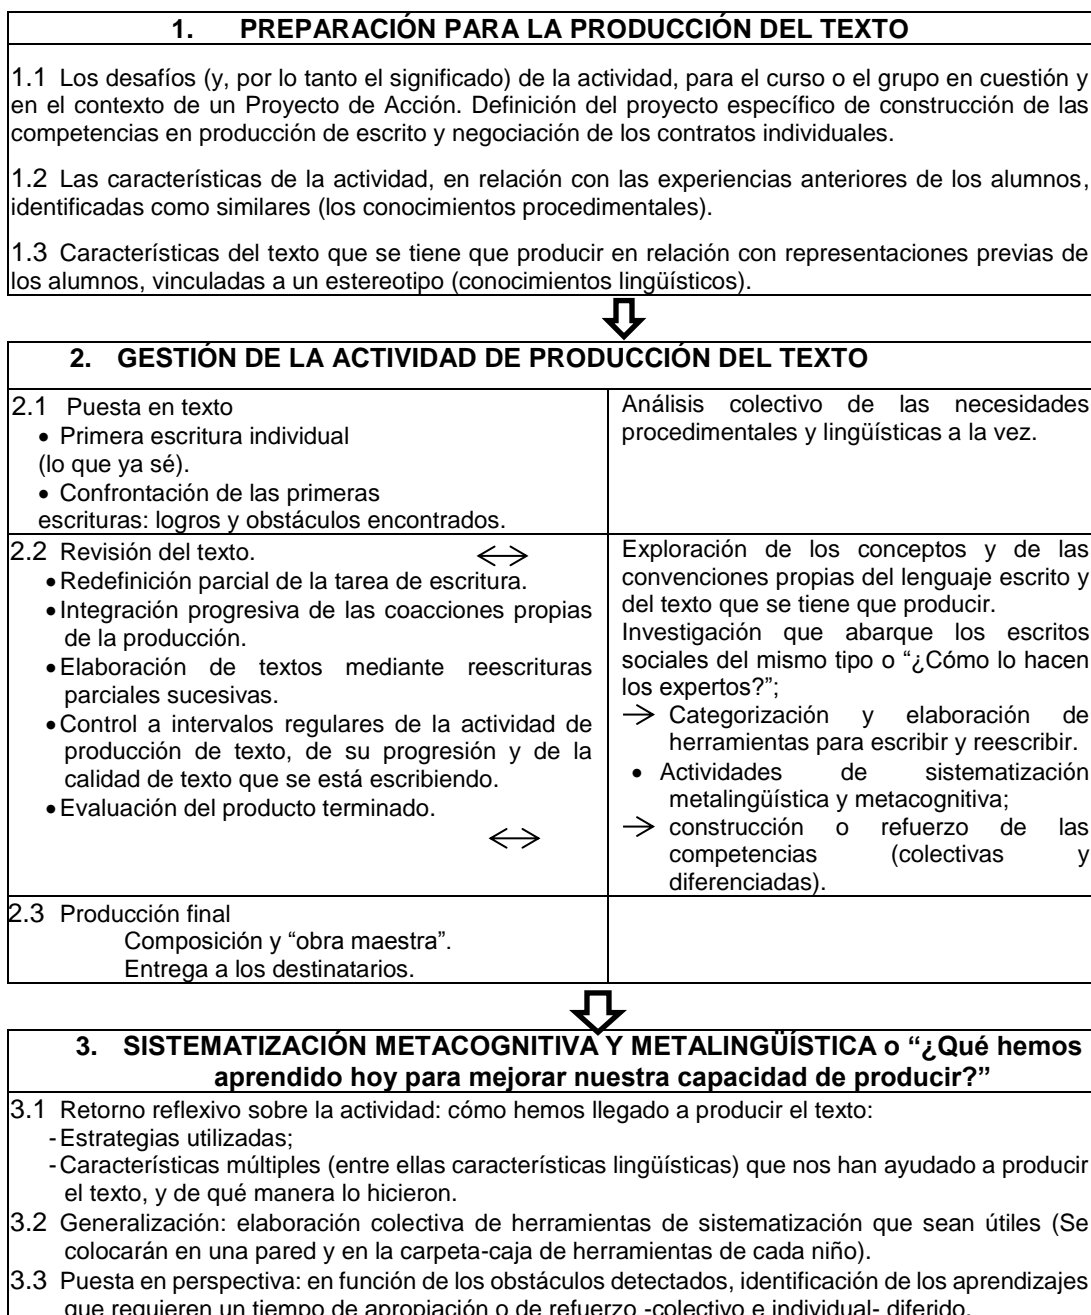 1. PREPARACIÓN PARA LA PRODUCCIÓN DEL TEXTO
1.1 Los desafíos (y, por lo tanto el significado) de la actividad, para el curso o el grupo en cuestión y
en el contexto de un Proyecto de Acción. Definición del proyecto específico de construcción de las
competencias en producción de escrito y negociación de los contratos individuales.
1.2 Las características de la actividad, en relación con las experiencias anteriores de los alumnos,
identificadas como similares (los conocimientos procedimentales).
1.3 Características del texto que se tiene que producir en relación con representaciones previas de
los alumnos, vinculadas a un estereotipo (conocimientos lingüísticos).
2. GESTIÓN DE LA ACTIVIDAD DE PRODUCCIÓN DEL TEXTO
2.1 Puesta en texto
• Primera escritura individual
(lo que ya sé).
• Confrontación de las primeras
escrituras: logros y obstáculos encontrados.
Análisis colectivo de las necesidades
procedimentales y lingüísticas a la vez.
2.2 Revisión del texto.
• Redefinición parcial de la tarea de escritura.
• Integración progresiva de las coacciones propias
de la producción.
• Elaboración de textos mediante reescrituras
parciales sucesivas.
• Control a intervalos regulares de la actividad de
producción de texto, de su progresión y de la
calidad de texto que se está escribiendo.
• Evaluación del producto terminado.
Exploración de los conceptos y de las
convenciones propias del lenguaje escrito y
del texto que se tiene que producir.
Investigación que abarque los escritos
sociales del mismo tipo o “¿Cómo lo hacen
los expertos?”;
→ Categorización y elaboración de
herramientas para escribir y reescribir.
• Actividades de sistematización
metalingüística y metacognitiva;
→ construcción o refuerzo de las
competencias (colectivas y
diferenciadas).
2.3 Producción final
Composición y “obra maestra”.
Entrega a los destinatarios.
3. SISTEMATIZACIÓN METACOGNITIVA Y METALINGÜÍSTICA o “¿Qué hemos
aprendido hoy para mejorar nuestra capacidad de producir?”
3.1 Retorno reflexivo sobre la actividad: cómo hemos llegado a producir el texto:
- Estrategias utilizadas;
- Características múltiples (entre ellas características lingüísticas) que nos han ayudado a producir
el texto, y de qué manera lo hicieron.
3.2 Generalización: elaboración colectiva de herramientas de sistematización que sean útiles (Se
colocarán en una pared y en la carpeta-caja de herramientas de cada niño).
3.3 Puesta en perspectiva: en función de los obstáculos detectados, identificación de los aprendizajes
que requieren un tiempo de apropiación o de refuerzo -colectivo e individual- diferido.